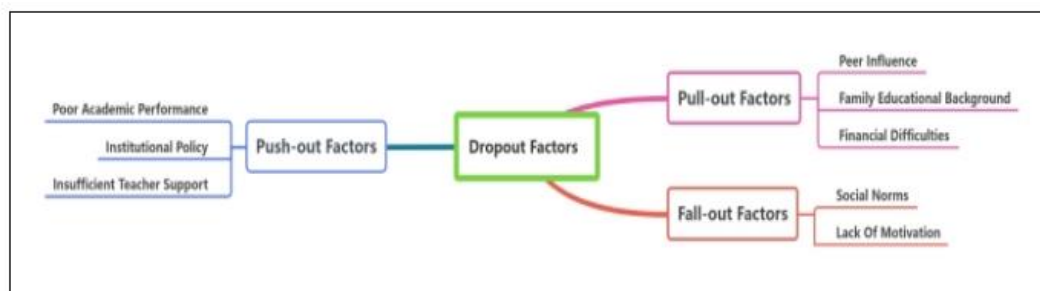 Poor Academic Performance
Institutional Policy
Insufficient Teacher Support
Push-out Factors
Dropout Factors
Pull-out Factors
Peer Influence
Family Educational Background
Financial Difficulties
Fall-out Factors
Social Norms
Lack Of Motivation